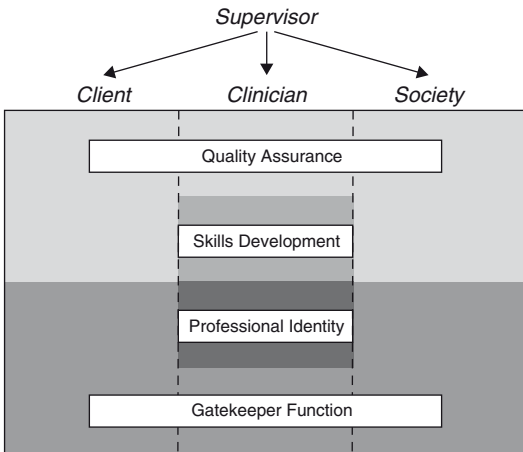 Supervisor
Client Clinician Society
Quality Assurance
Skills Development
Professional Identity
Gatekeeper Function